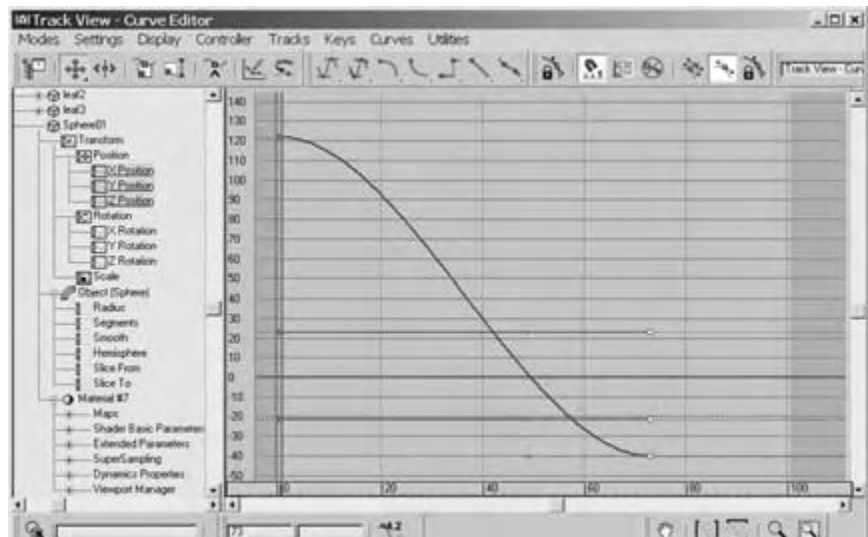 Track View - Curve Editor
Modes Settings Display Controller Tracks Keys Curves Utilities
Track View - Curv
leaf2
leaf3
Sphere01
Transform
Position
X Position
Y Position
Z Position
Rotation
X Rotation
Y Rotation
Z Rotation
Scale
Object (Sphere)
Radius
Segments
Smooth
Hemisphere
Slice From
Slice To
Material #7
Maps
Shader Basic Parameters
Extended Parameters
SuperSampling
Dynamics Properties
Viewport Manager
140
130
120
110
100
90
80
70
60
50
40
30
20
10
0
-10
-20
-30
-40
-50
0 20 40 60 80 100
73